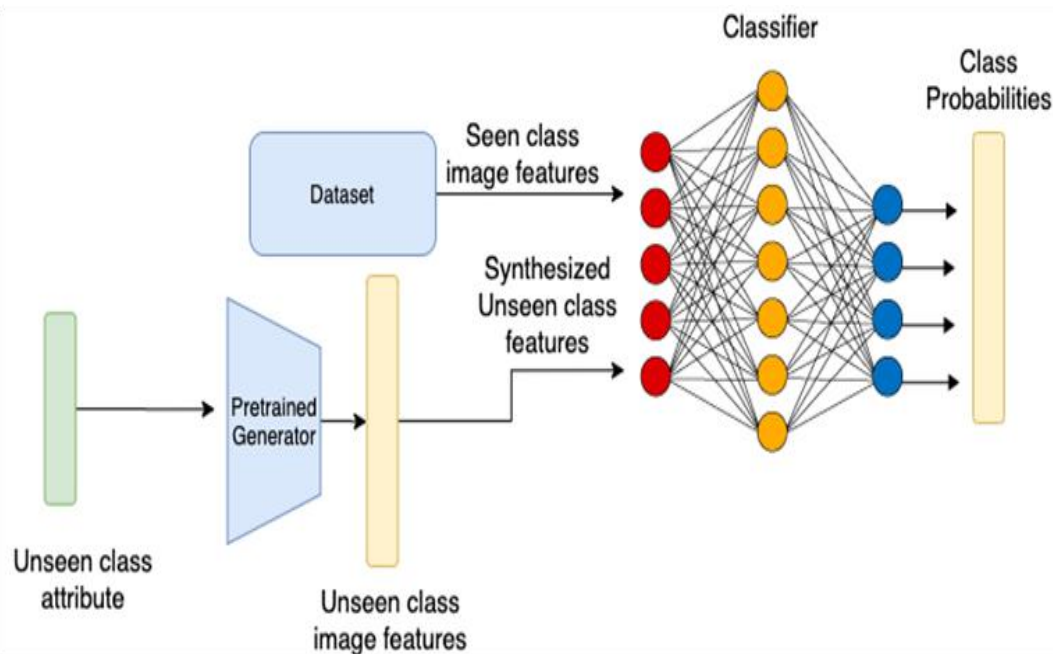 Classifier
Class
Probabilities
Seen class
image features
Dataset
Synthesized
Unseen class
features
Pretrained
Generator
Unseen class
attribute
Unseen class
image features